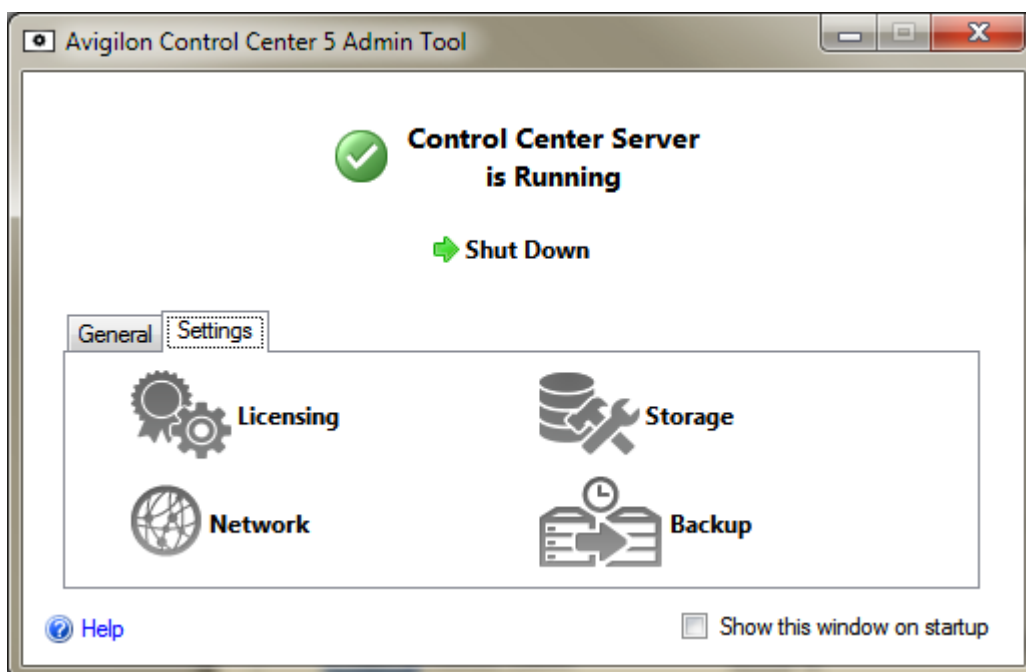 Avigilon Control Center 5 Admin Tool
Control Center Server
is Running
Shut Down
General Settings
Licensing Storage
Network Backup
Help Show this window on startup